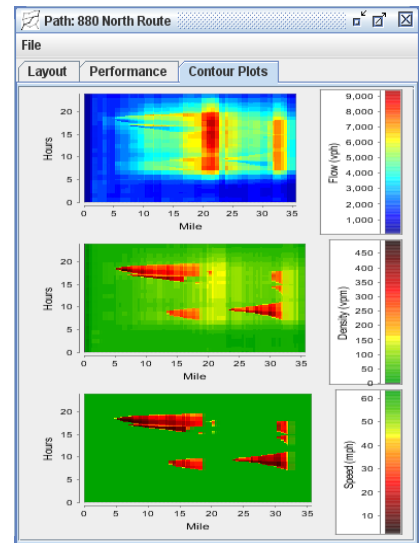 Path: 880 North Route
File
Layout Performance Contour Plots
Hours
20
15
10
5
0
0 5 10 15 20 25 30 35
Mile
Flow (vph)
9,000
8,000
7,000
6,000
5,000
4,000
3,000
2,000
1,000
Hours
20
15
10
5
0
0 5 10 15 20 25 30 35
Mile
Density (vpm)
450
400
350
300
250
200
150
100
50
0
Hours
20
15
10
5
0
0 5 10 15 20 25 30 35
Mile
Speed (mph)
60
50
40
30
20
10